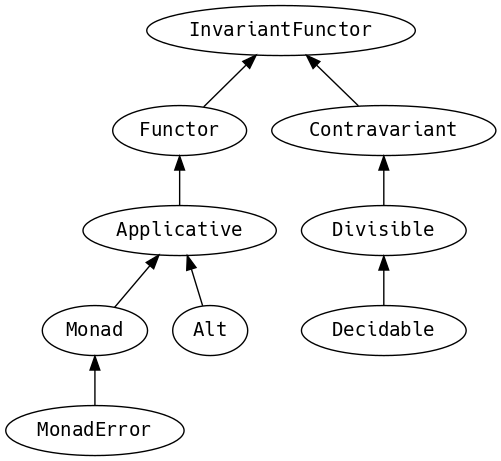 InvariantFunctor
Functor
Contravariant
Applicative
Divisible
Monad
Alt
Decidable
MonadError